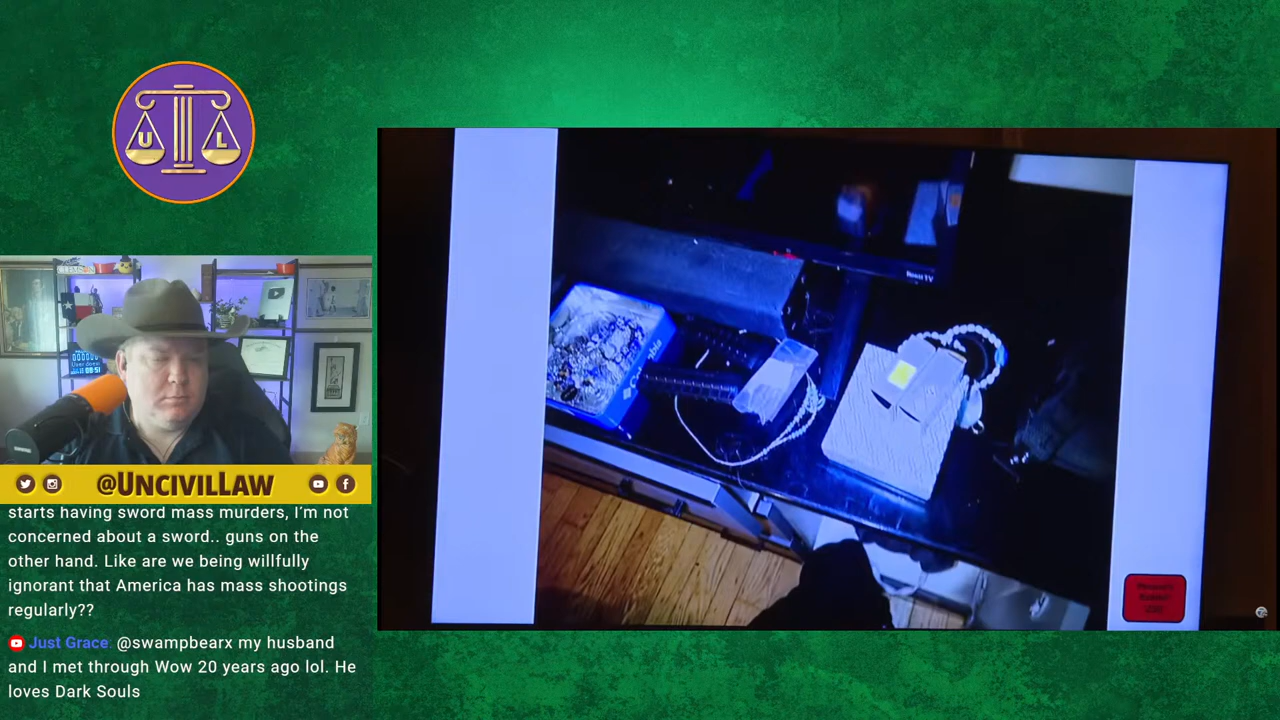 U L
@UNCIVILLAW
starts having sword mass murders, I'm not
concerned about a sword.. guns on the
other hand. Like are we being willfully
ignorant that America has mass shootings
regularly??
Just Grace: @swampbearx my husband
and I met through Wow 20 years ago lol. He
loves Dark Souls
Roku TV